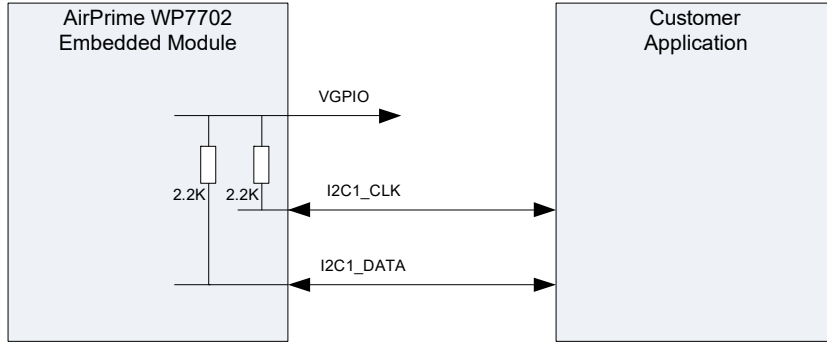 AirPrime WP7702
Embedded Module
Customer
Application
VGPIO
2.2K
2.2K
I2C1_CLK
I2C1_DATA